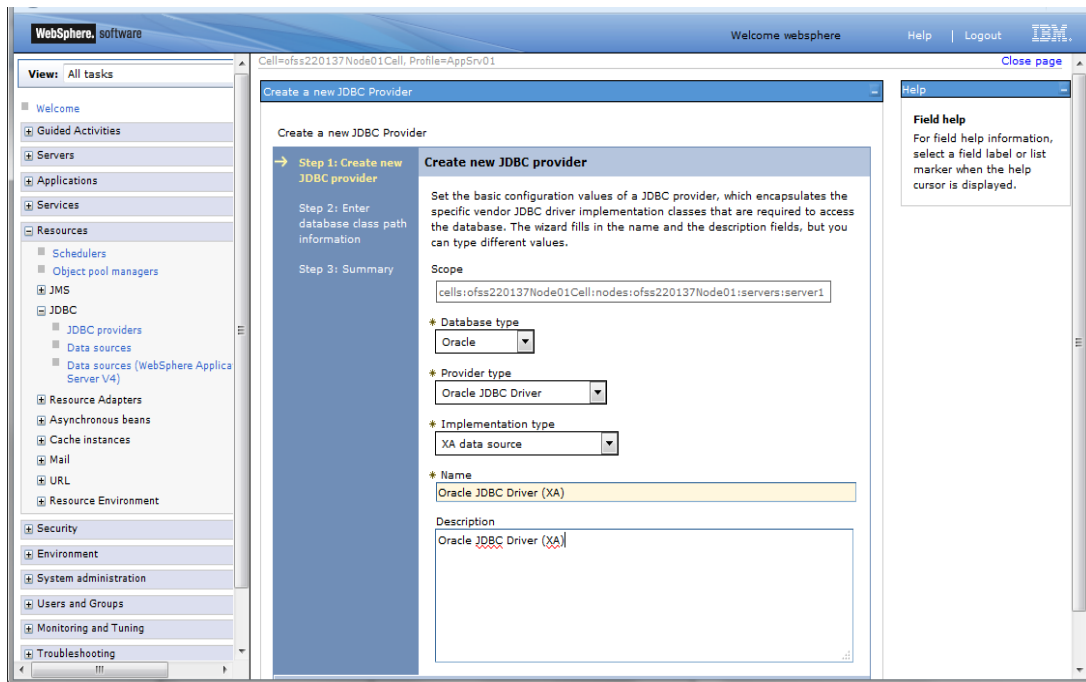 WebSphere. software
Welcome websphere
Help | Logout
IBM.
View: All tasks
Welcome
Guided Activities
Servers
Applications
Services
Resources
Schedulers
Object pool managers
JMS
JDBC
JDBC providers
Data sources
Data sources (WebSphere Applica
Server V4)
Resource Adapters
Asynchronous beans
Cache instances
Mail
URL
Resource Environment
Security
Environment
System administration
Users and Groups
Monitoring and Tuning
Troubleshooting
Cell=ofss220137Node01Cell, Profile=AppSrv01
Close page
Create a new JDBC Provider
Create a new JDBC Provider
Step 1: Create new
JDBC provider
Step 2: Enter
database class path
information
Step 3: Summary
Create new JDBC provider
Set the basic configuration values of a JDBC provider, which encapsulates the
specific vendor JDBC driver implementation classes that are required to access
the database. The wizard fills in the name and the description fields, but you
can type different values.
Scope
cells:ofss220137Node01Cell:nodes:ofss220137Node01:servers:server1
* Database type
Oracle
* Provider type
Oracle JDBC Driver
* Implementation type
XA data source
* Name
Oracle JDBC Driver (XA)
Description
Oracle JDBC Driver (XA)
Help
Field help
For field help information,
select a field label or list
marker when the help
cursor is displayed.